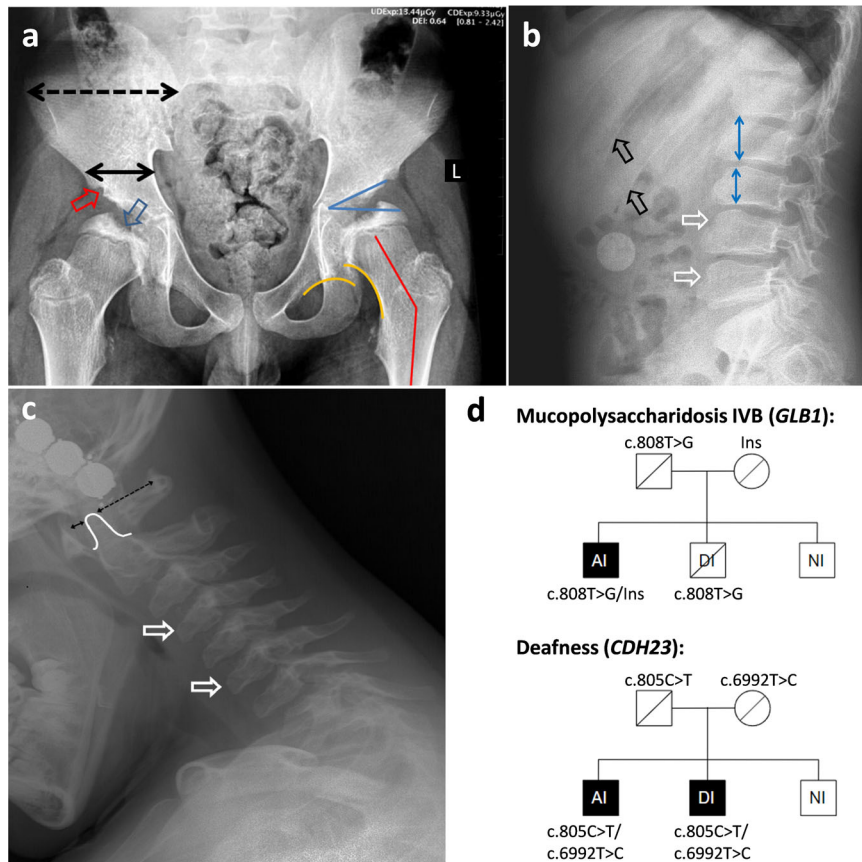 a
UDExp:13.44µGy CDExp:9.33µGy
DEI: 0.64 [0.81 - 2.42]
L
b
c
d
Mucopolysaccharidosis IVB (GLB1):
c.808T>G Ins
AI DI NI
c.808T>G/Ins c.808T>G
Deafness (CDH23):
c.805C>T c.6992T>C
AI DI NI
c.805C>T/ c.805C>T/
c.6992T>C c.6992T>C